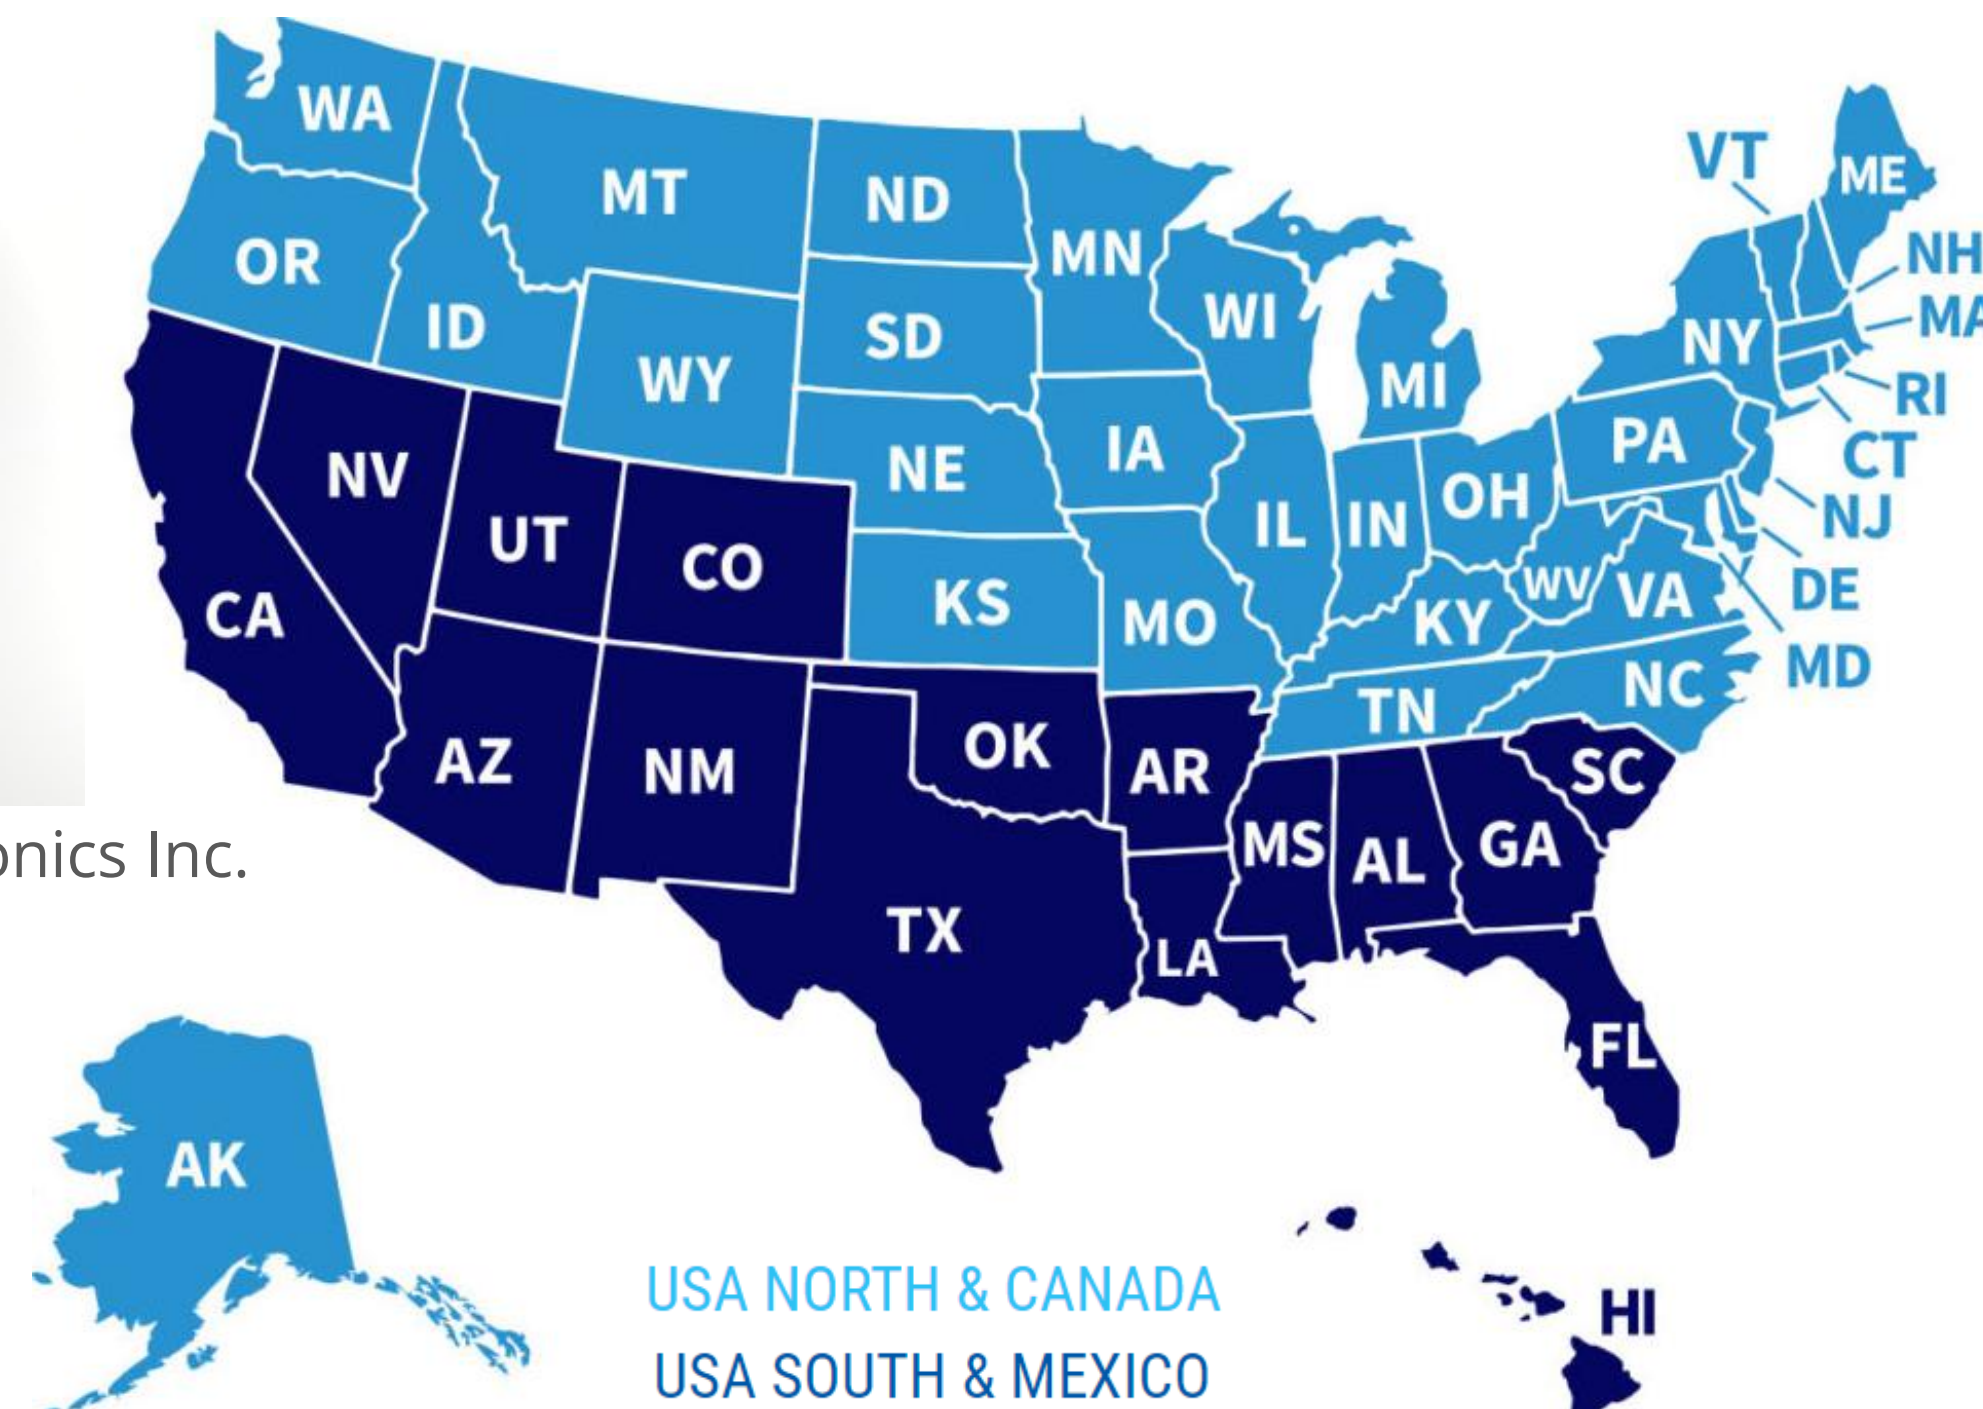 WA
MT
ND
MN
VT
ME
OR
ID
NH
WI
SD
MI
NY
MA
WY
RI
IA
PA
CT
NV
NE
IL
IN
OH
NJ
UT
CO
KS
MO
KY
WV
VA
DE
CA
MD
TN
NC
AZ
NM
OK
AR
SC
MS
AL
GA
onics Inc.
TX
LA
FL
AK
HI
USA NORTH & CANADA
USA SOUTH & MEXICO